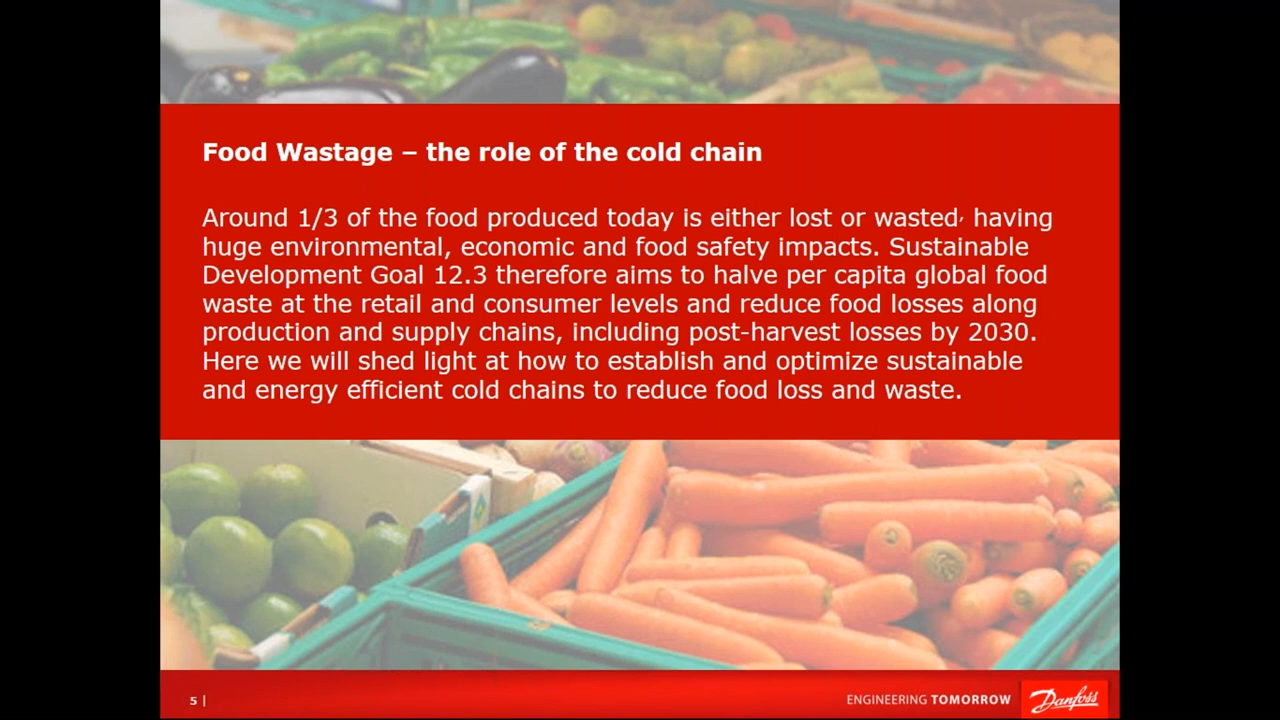 Food Wastage – the role of the cold chain
Around 1/3 of the food produced today is either lost or wasted, having
huge environmental, economic and food safety impacts. Sustainable
Development Goal 12.3 therefore aims to halve per capita global food
waste at the retail and consumer levels and reduce food losses along
production and supply chains, including post-harvest losses by 2030.
Here we will shed light at how to establish and optimize sustainable
and energy efficient cold chains to reduce food loss and waste.
5 |
ENGINEERING TOMORROW
Danfoss